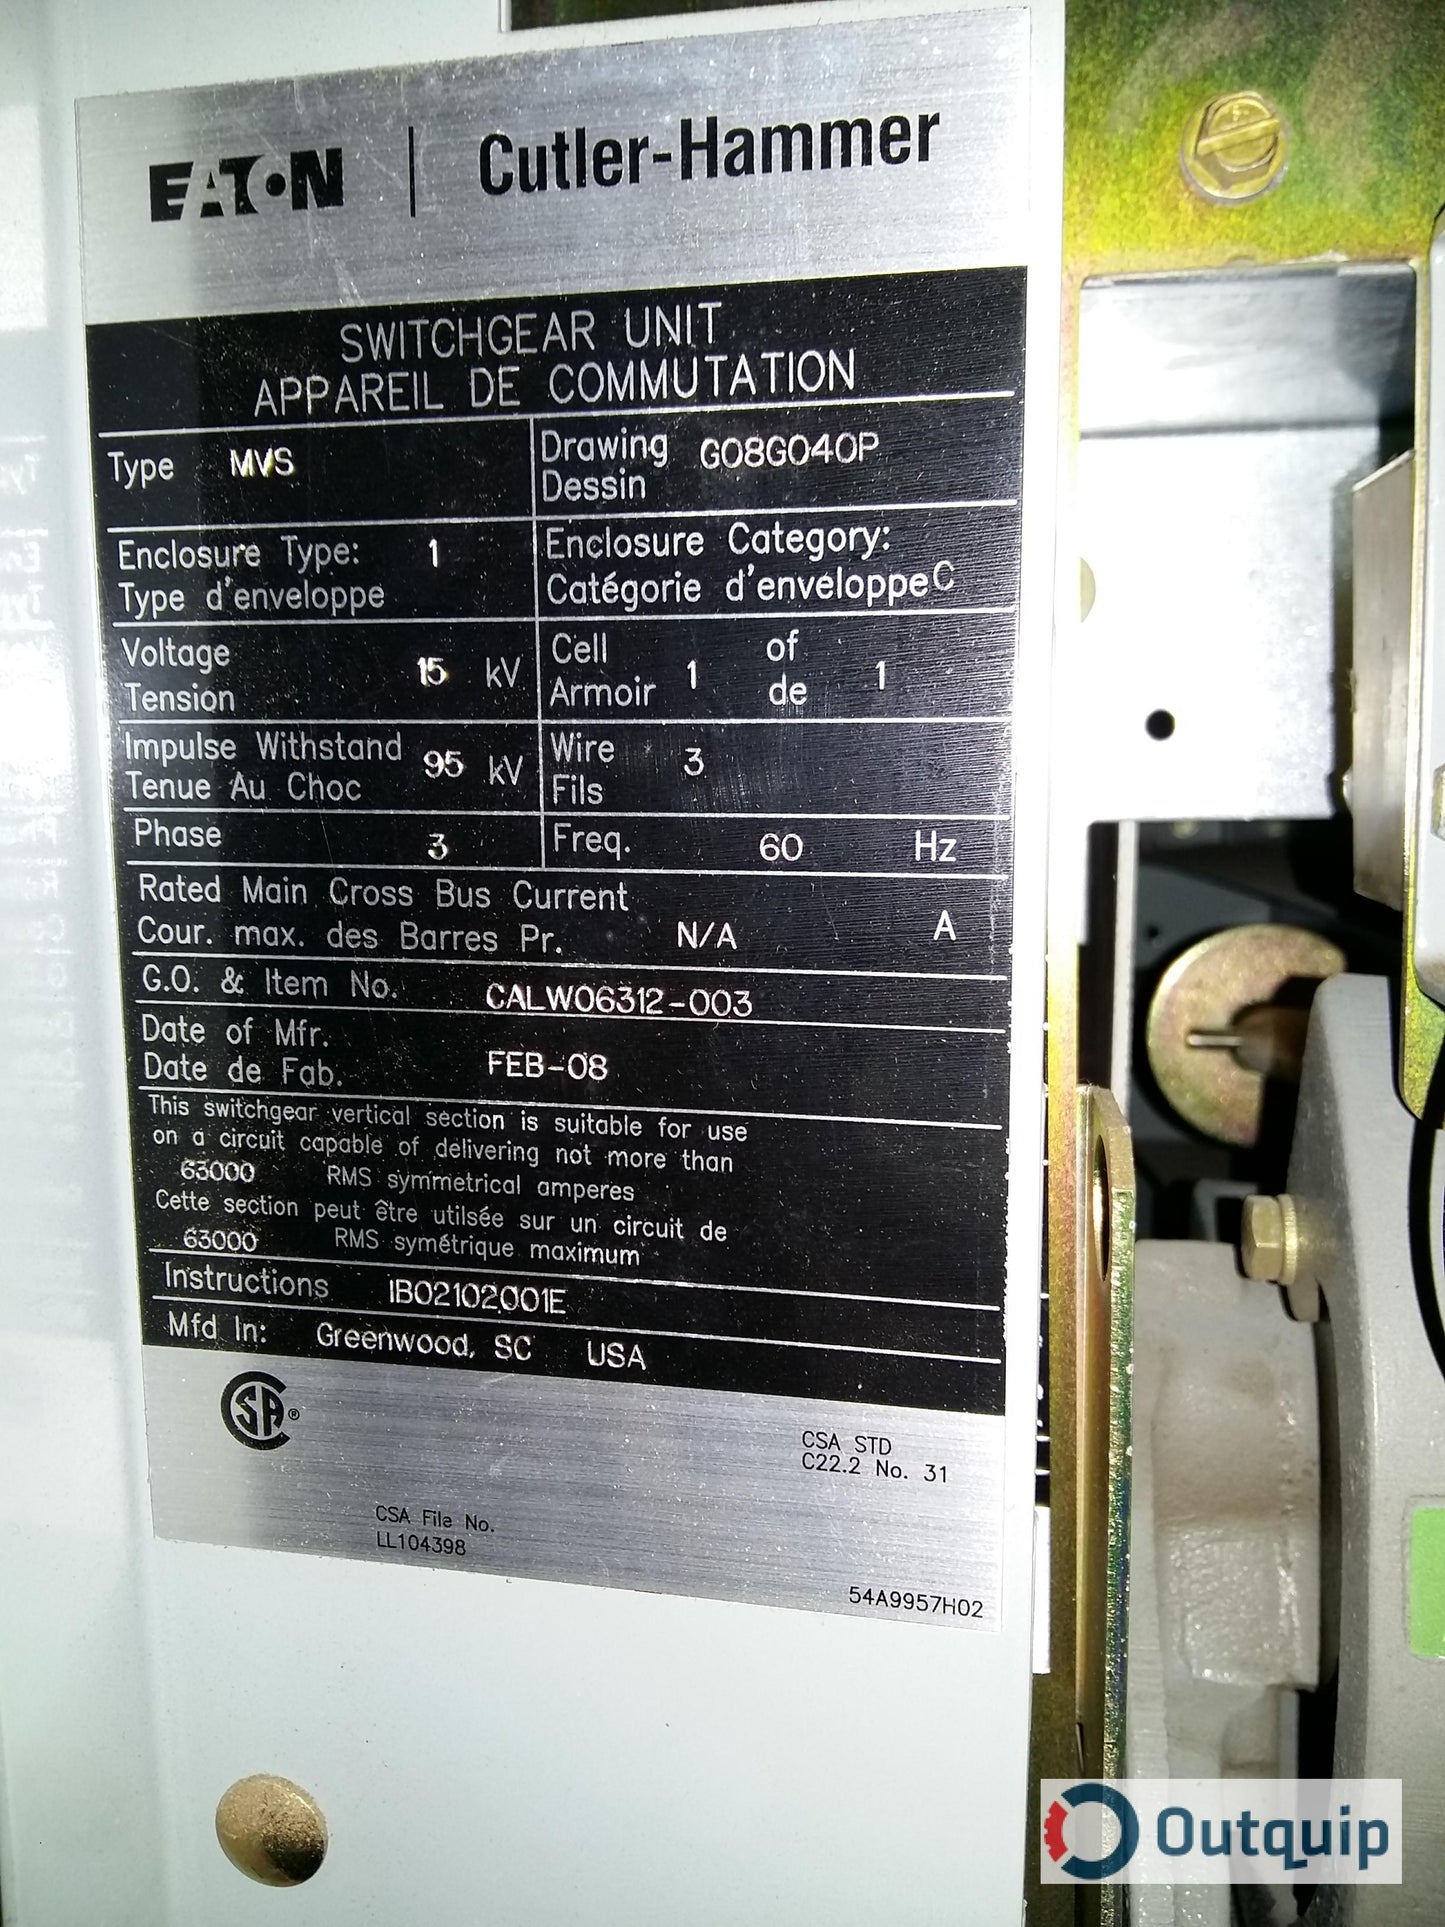 EATON | Cutler-Hammer
SWITCHGEAR UNIT
APPAREIL DE COMMUTATION
Type MVS
Drawing G08G040P
Dessin
Enclosure Type: 1
Type d'enveloppe
Enclosure Category:
Catégorie d'enveloppe C
Voltage
Tension 15 kV
Cell of
Armoir 1 de 1
Impulse Withstand
Tenue Au Choc 95 kV
Wire 3
Fils
Phase 3
Freq. 60 Hz
Rated Main Cross Bus Current
Cour. max. des Barres Pr. N/A A
G.O. & Item No. CALW06312-003
Date of Mfr.
Date de Fab. FEB-08
This switchgear vertical section is suitable for use
on a circuit capable of delivering not more than
63000 RMS symmetrical amperes
Cette section peut être utilsée sur un circuit de
63000 RMS symétrique maximum
Instructions IB02102001E
Mfd In: Greenwood, SC USA
CSA®
CSA STD
C22.2 No. 31
CSA File No.
LL104398
54A9957H02
Outquip